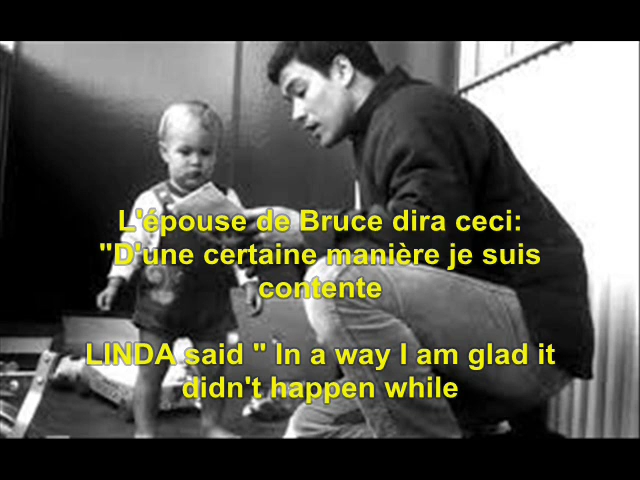 L'épouse de Bruce dira ceci:
"D'une certaine manière je suis
contente
LINDA said " In a way I am glad it
didn't happen while